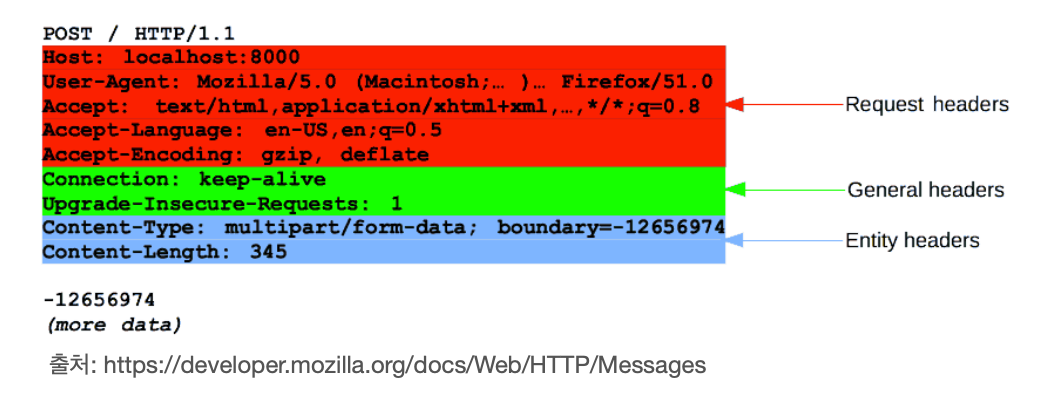 POST / HTTP/1.1
Host: localhost:8000
User-Agent: Mozilla/5.0 (Macintosh;… )… Firefox/51.0
Accept: text/html,application/xhtml+xml,…,*/*;q=0.8
Request headers
Accept-Language: en-US,en;q=0.5
Accept-Encoding: gzip, deflate
Connection: keep-alive
General headers
Upgrade-Insecure-Requests: 1
Content-Type: multipart/form-data; boundary=-12656974
Entity headers
Content-Length: 345
-12656974
(more data)
출처: https://developer.mozilla.org/docs/Web/HTTP/Messages